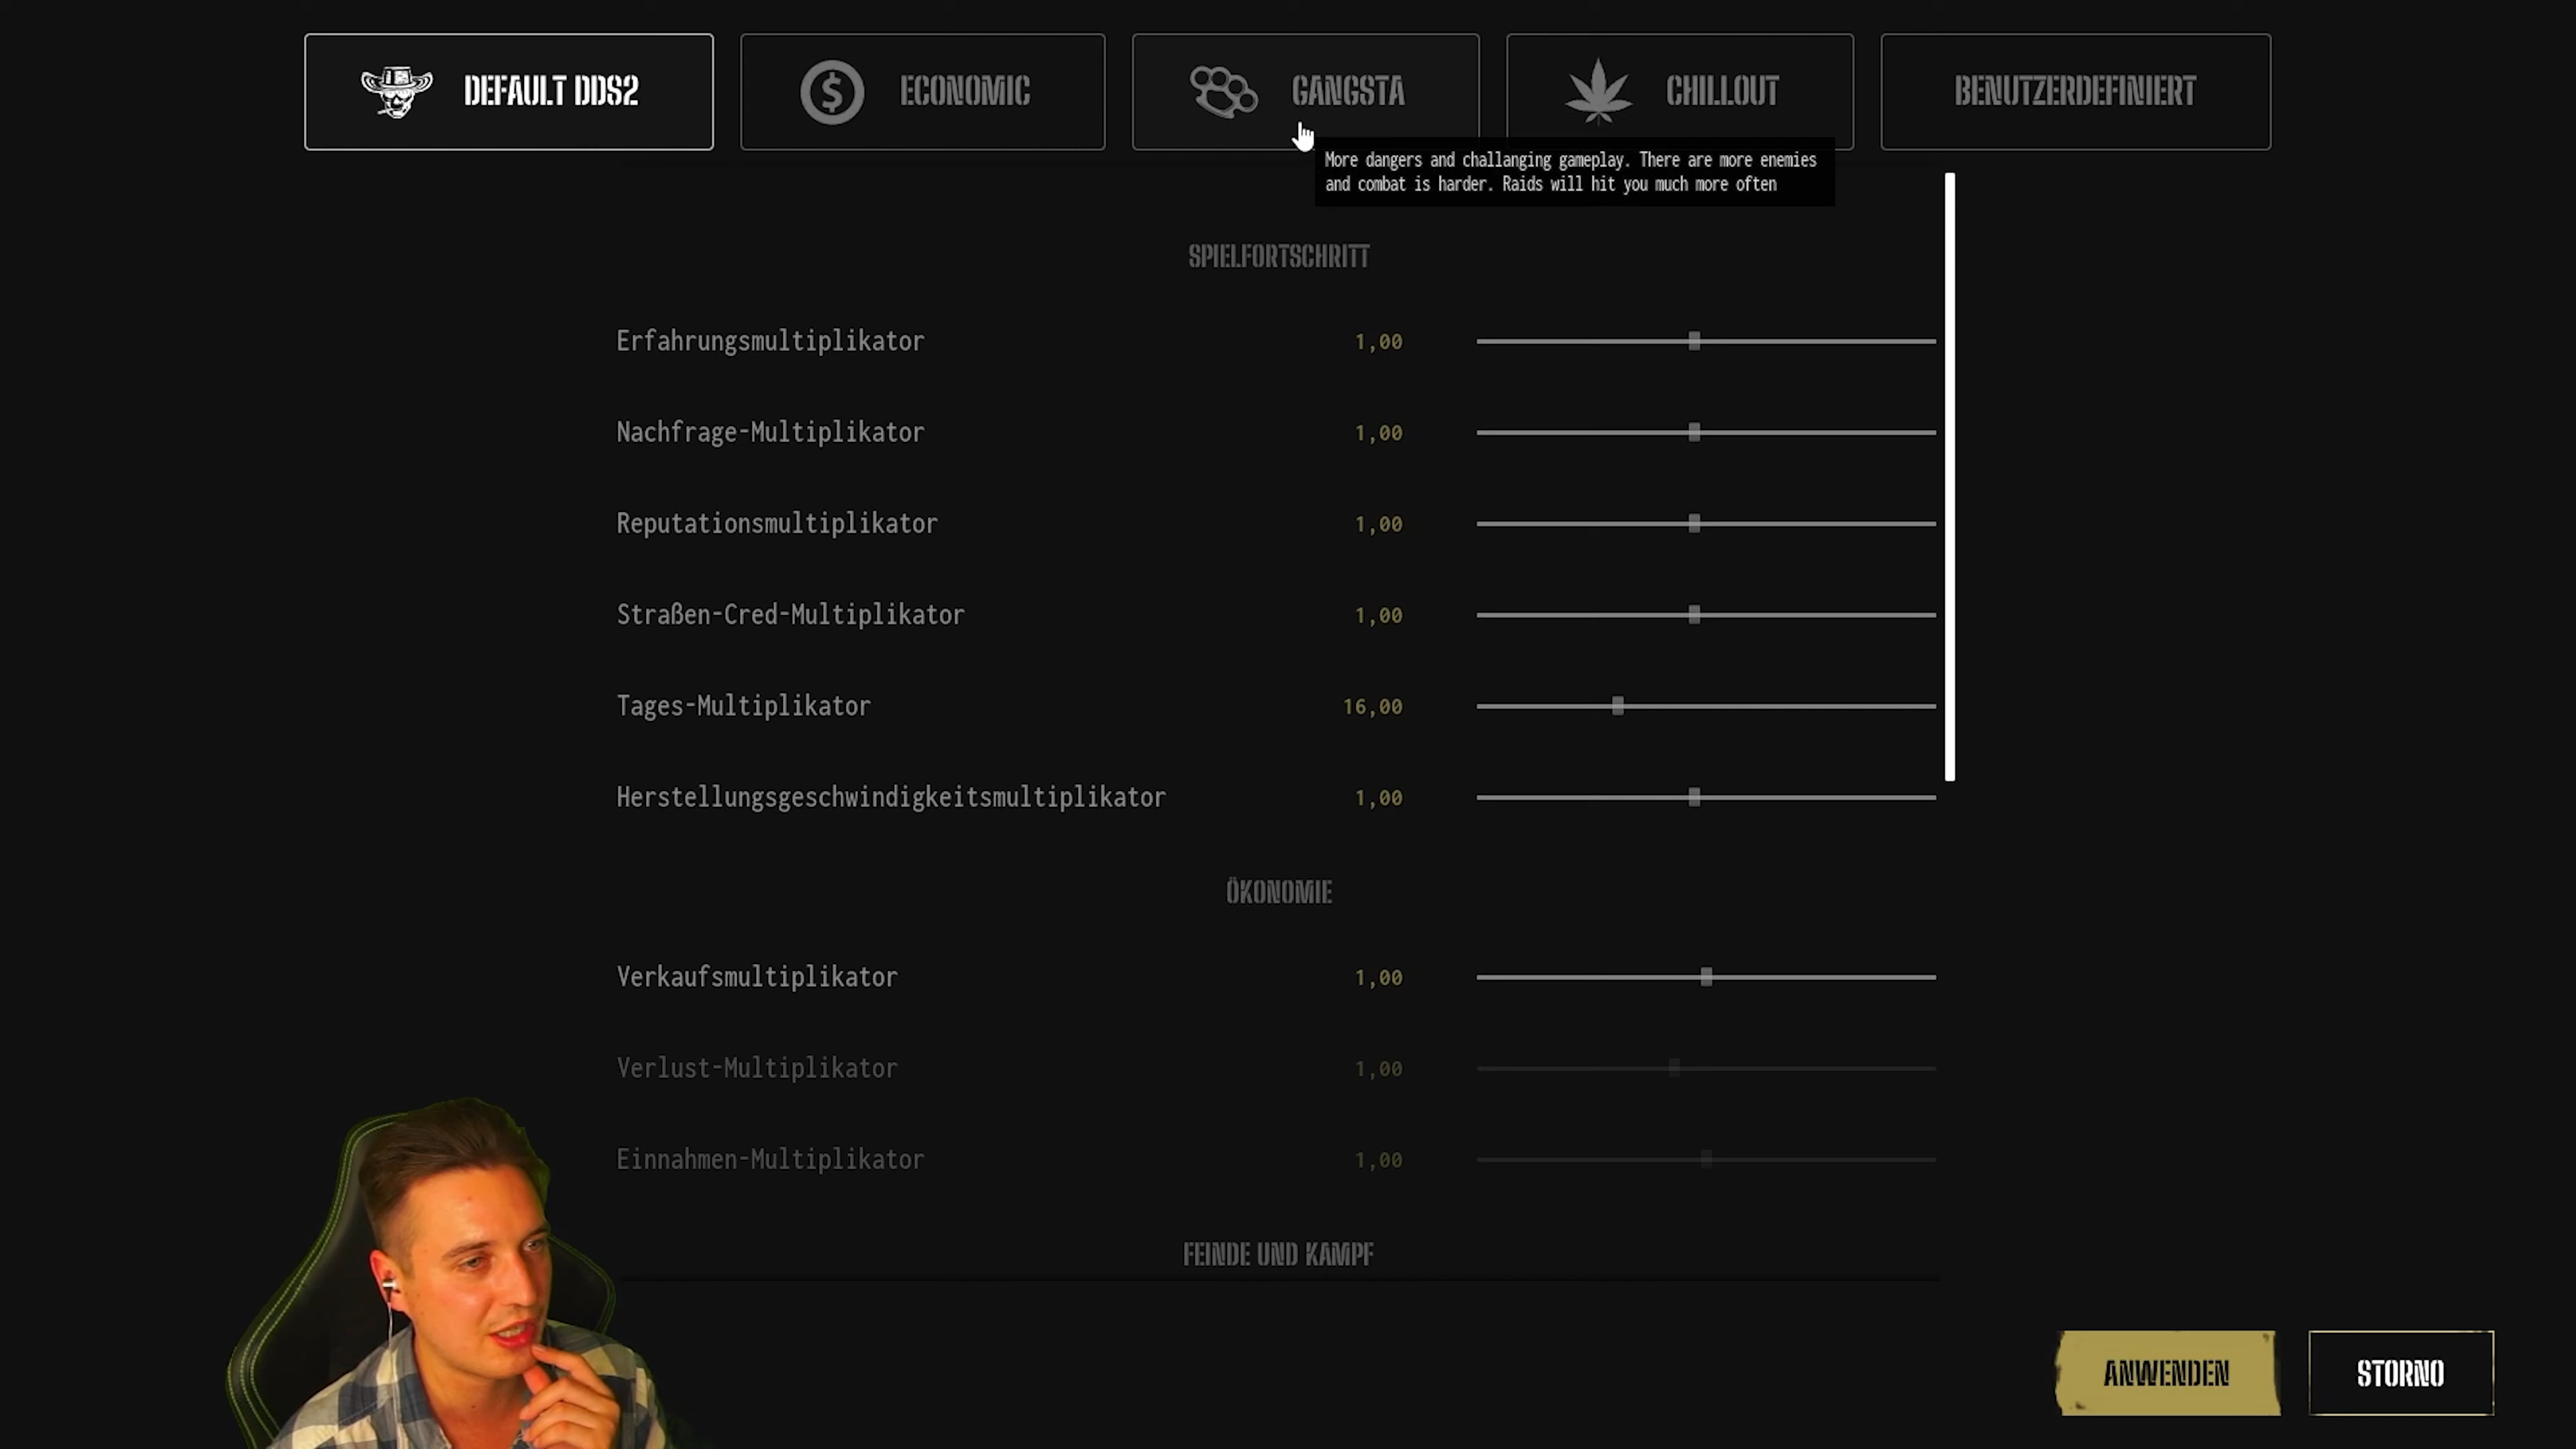 DEFAULT DDS2
ECONOMIC
GANGSTA
CHILLOUT
BENUTZERDEFINIERT
More dangers and challanging gameplay. There are more enemies
and combat is harder. Raids will hit you much more often
SPIELFORTSCHRITT
Erfahrungsmultiplikator 1,00
Nachfrage-Multiplikator 1,00
Reputationsmultiplikator 1,00
Straßen-Cred-Multiplikator 1,00
Tages-Multiplikator 16,00
Herstellungsgeschwindigkeitsmultiplikator 1,00
ÖKONOMIE
Verkaufsmultiplikator 1,00
Verlust-Multiplikator 1,00
Einnahmen-Multiplikator 1,00
FEINDE UND KAMPF
ANWENDEN
STORNO